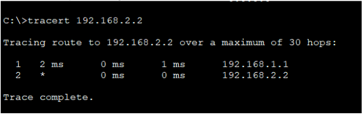 C:\>tracert 192.168.2.2
Tracing route to 192.168.2.2 over a maximum of 30 hops:
1 2 ms 0 ms 1 ms 192.168.1.1
2 * 0 ms 0 ms 192.168.2.2
Trace complete.